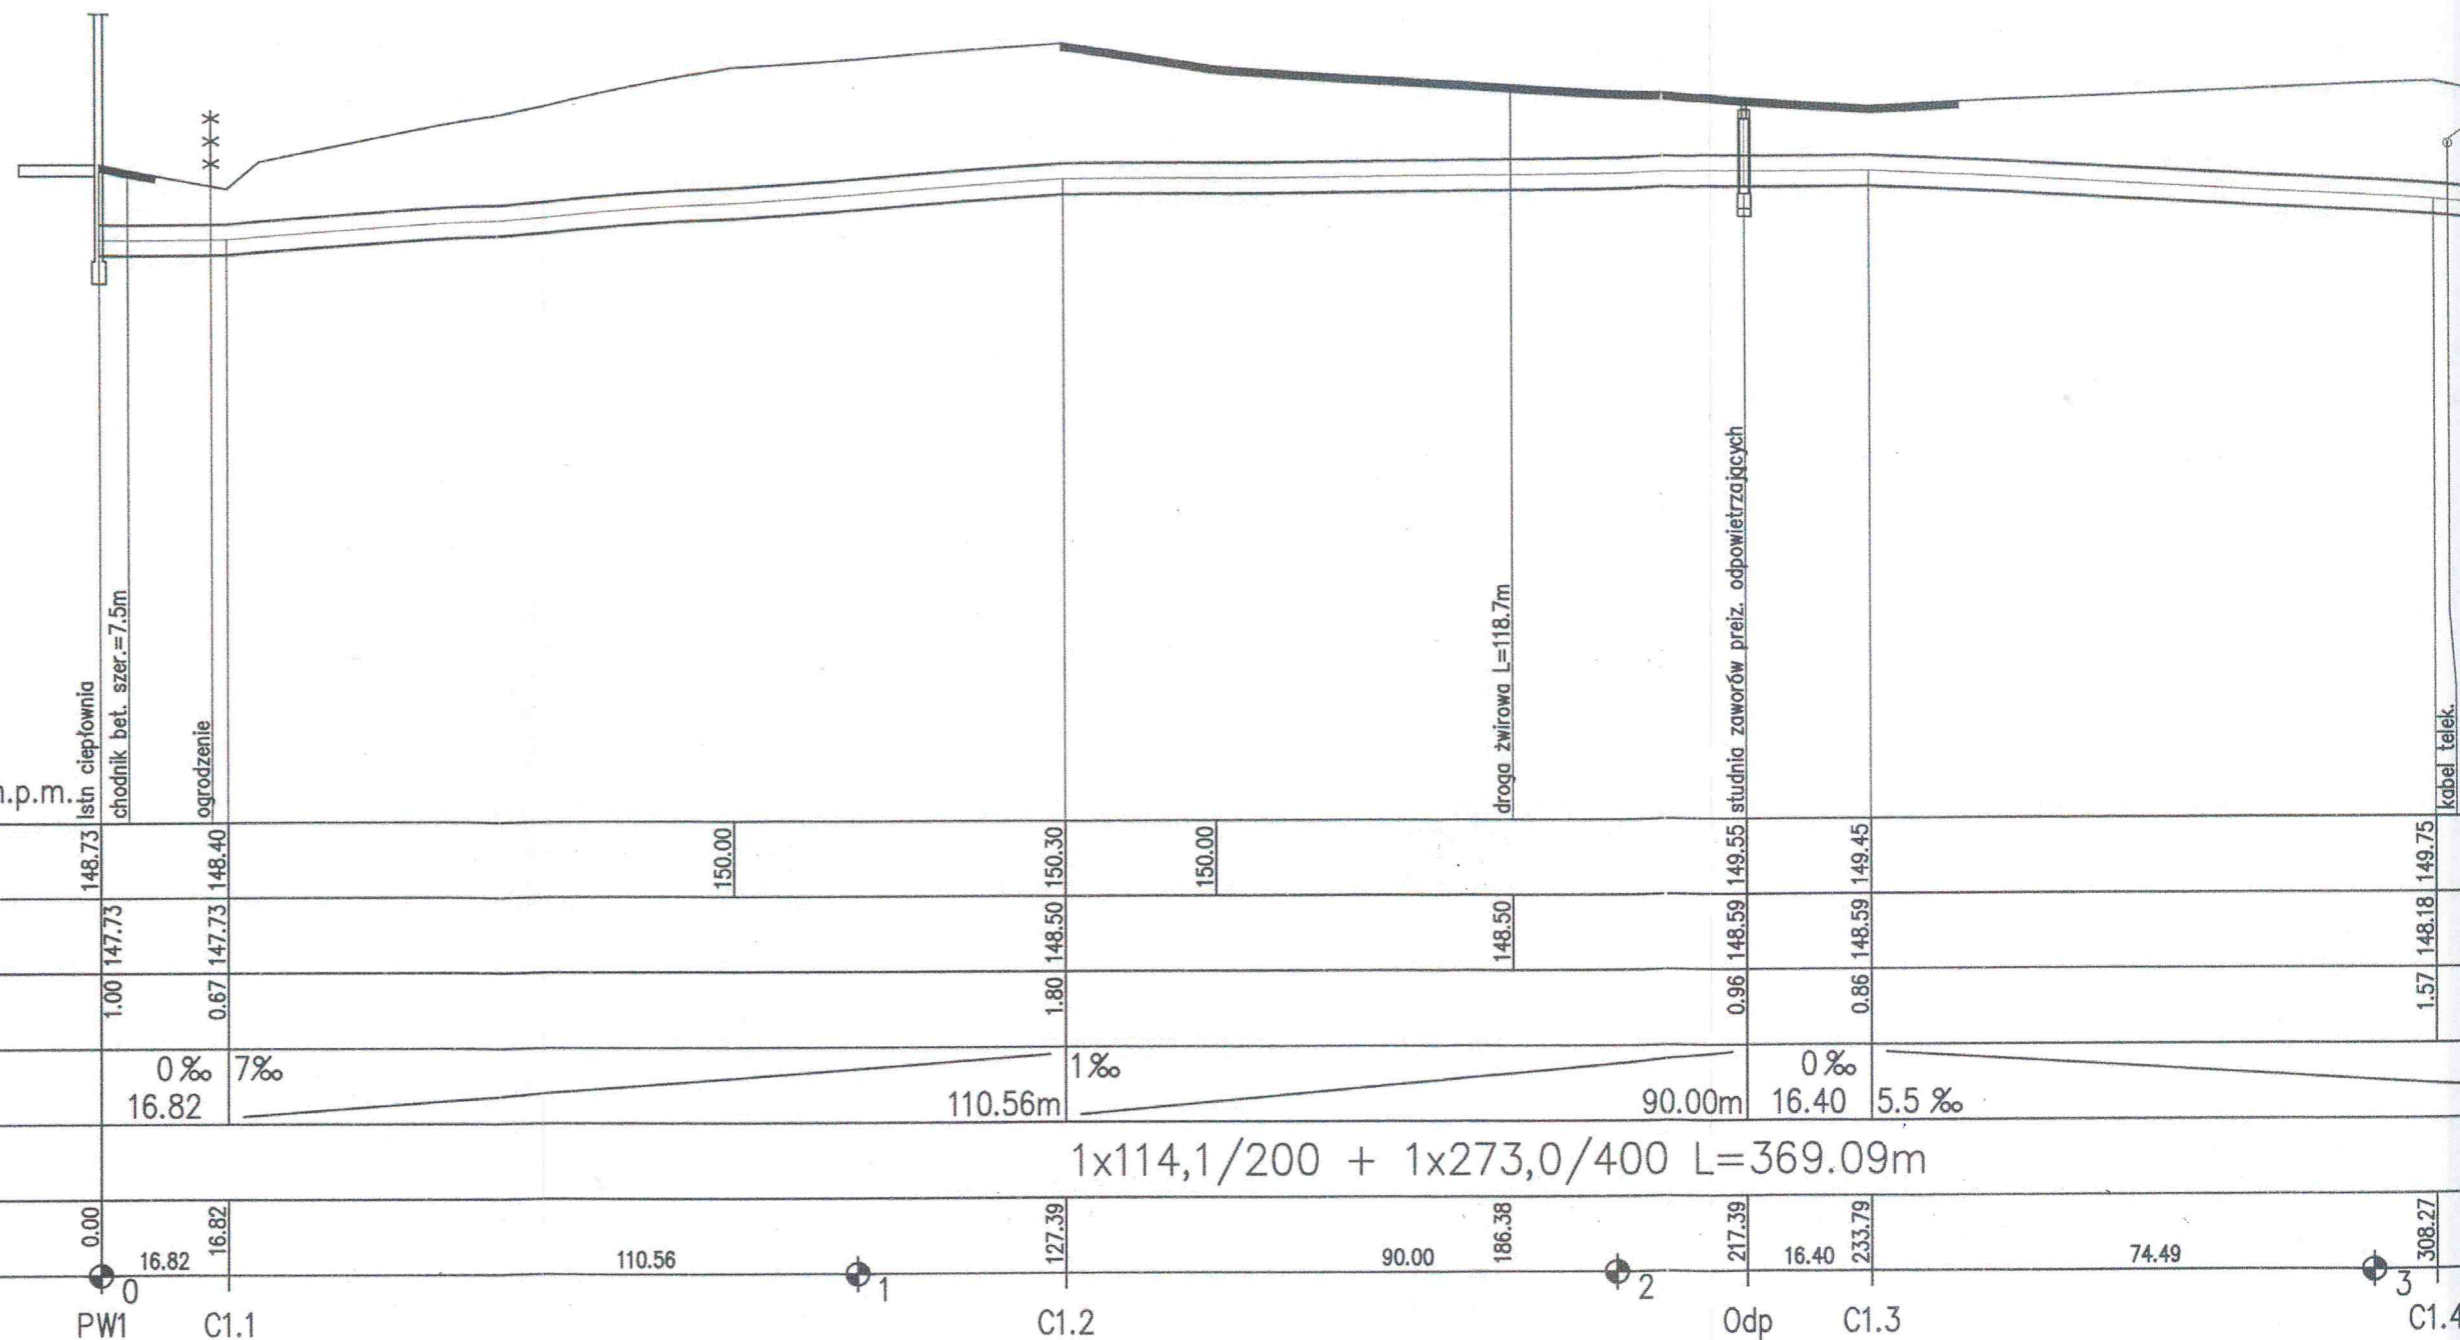 n.p.m.
Istn ciepłownia
chodnik bet. szer.=7.5m
ogrodzenie
droga żwirowa L=118.7m
studnia zaworów preiz. odpowietrzających
kabel telek.
148.73 148.40 150.00 150.30 150.00 149.55 149.45 149.75
147.73 147.73 148.50 148.50 148.59 148.59 148.18
1.00 0.67 1.80 0.96 0.86 1.57
0‰ 7‰ 1‰ 0‰
16.82 110.56m 90.00m 16.40 5.5 ‰
1x114,1/200 + 1x273,0/400 L=369.09m
0.00 16.82 127.39 186.38 217.39 233.79 308.27
16.82 110.56 90.00 16.40 74.49
0 1 2 3
PW1 C1.1 C1.2 Odp C1.3 C1.4